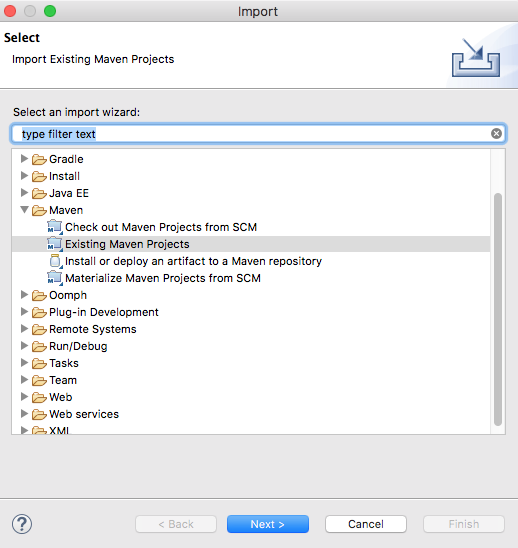 Import
Select
Import Existing Maven Projects
Select an import wizard:
type filter text
Gradle
Install
Java EE
Maven
M Check out Maven Projects from SCM
M Existing Maven Projects
Install or deploy an artifact to a Maven repository
M Materialize Maven Projects from SCM
Oomph
Plug-in Development
Remote Systems
Run/Debug
Tasks
Team
Web
Web services
XML
? < Back Next > Cancel Finish